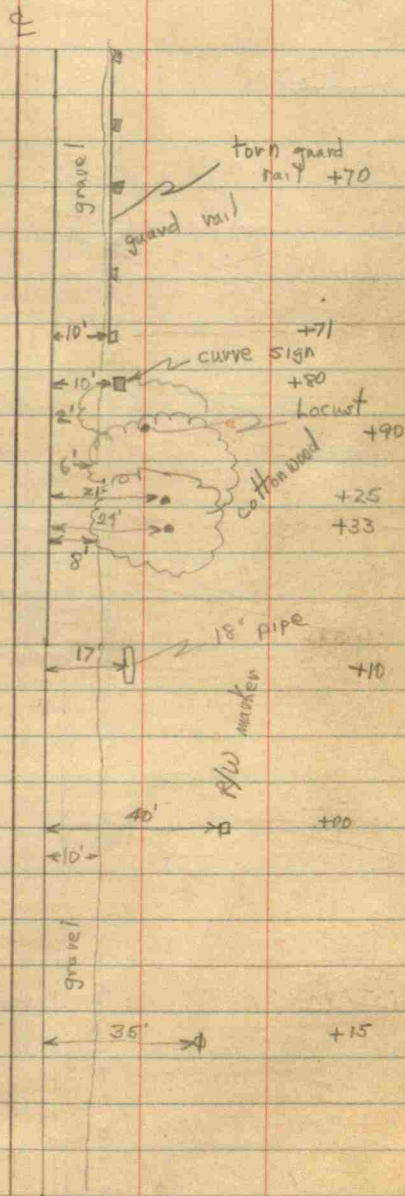 ℄
gravel
torn guard
rail +70
guard rail
10' +71
curve sign
10' +80
2' Locust
+90
cottonwood
6'
21' +25
24' +33
8'
18" pipe
17' +10
R/W marker
40' +00
10'
gravel
35' +15